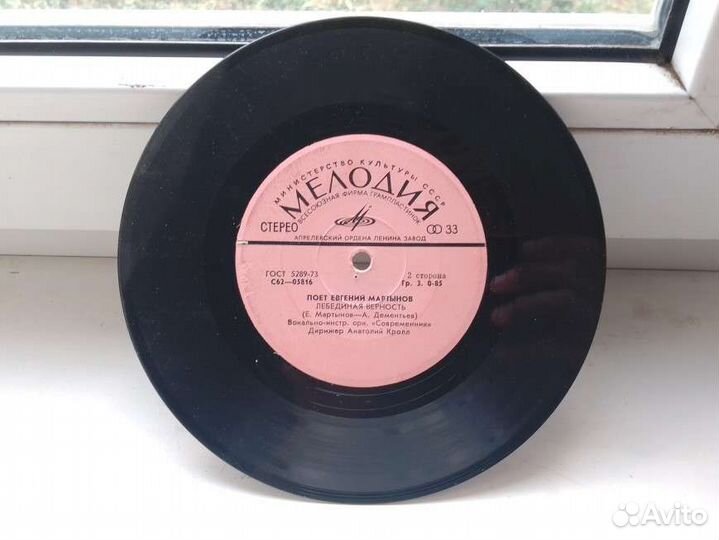 МИНИСТЕРСТВО КУЛЬТУРЫ СССР
МЕЛОДИЯ
ВСЕСОЮЗНАЯ ФИРМА ГРАМПЛАСТИНОК
СТЕРЕО
33
АПРЕЛЕВСКИЙ ОРДЕНА ЛЕНИНА ЗАВОД
ГОСТ 5289-73
С62—05816
2 сторона
Гр. 3. 0-85
ПОЕТ ЕВГЕНИЙ МАРТЫНОВ
ЛЕБЕДИНАЯ ВЕРНОСТЬ
(Е. Мартынов—А. Дементьев)
Вокально-инстр. орк. «Современник»
Дирижер Анатолий Кролл
Avito